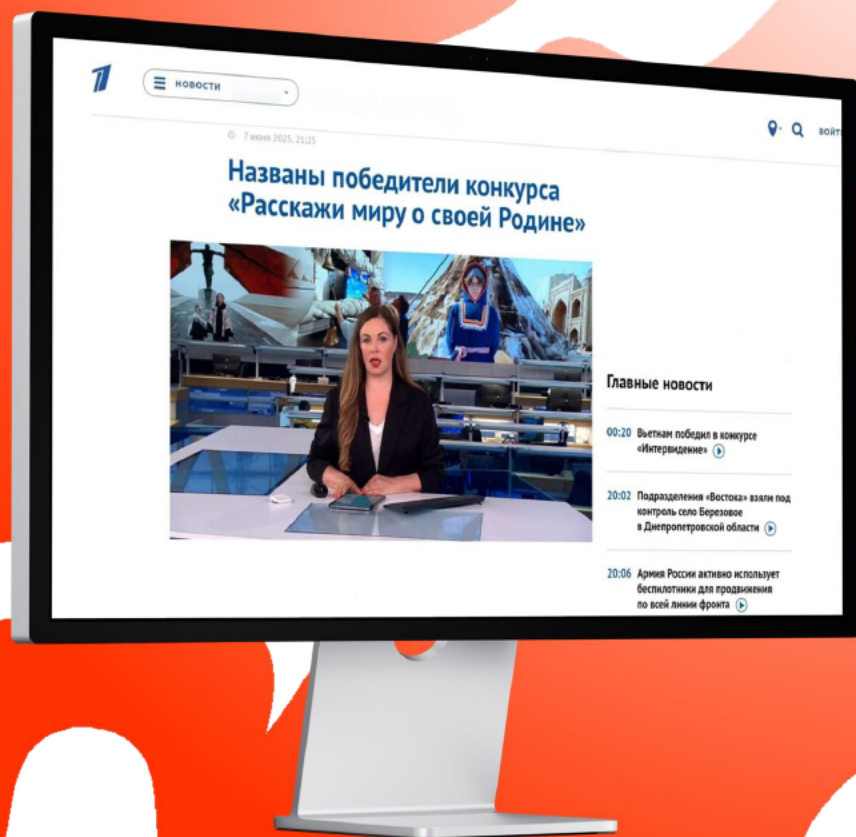 1
НОВОСТИ
ВОЙТИ
7 июня 2025, 21:25
Названы победители конкурса
«Расскажи миру о своей Родине»
Главные новости
00:20 Вьетнам победил в конкурсе
«Интервидение»
20:02 Подразделения «Востока» взяли под
контроль село Березовое
в Днепропетровской области
20:06 Армия России активно использует
беспилотники для продвижения
по всей линии фронта